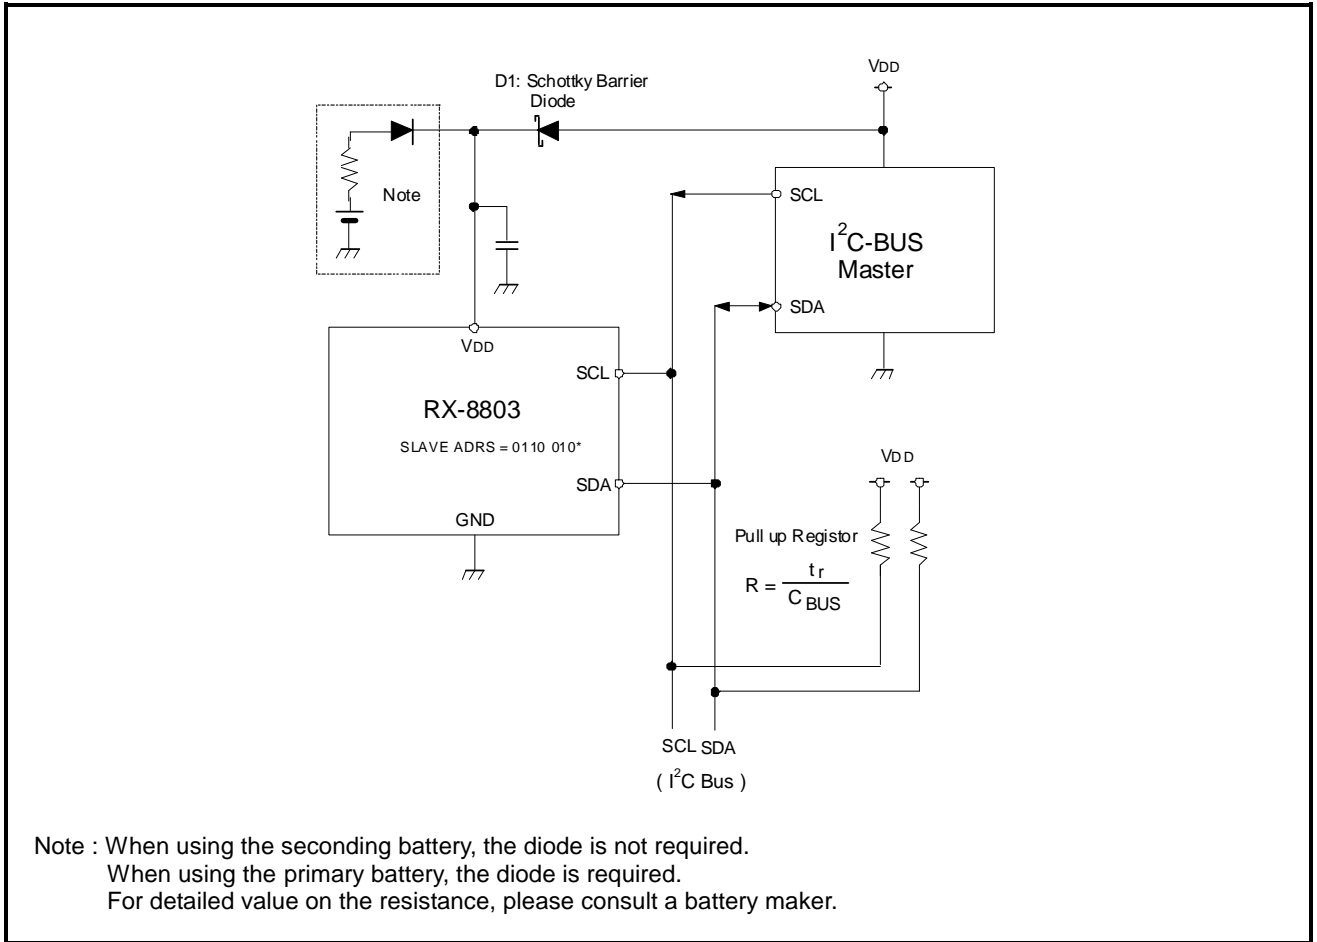 VDD
D1: Schottky Barrier
Diode
Note
SCL
I²C-BUS
Master
SDA
VDD
SCL
RX-8803
SLAVE ADRS = 0110 010*
SDA
GND
VDD
Pull up Registor
R = tr / CBUS
SCL SDA
( I²C Bus )
Note : When using the seconding battery, the diode is not required.
When using the primary battery, the diode is required.
For detailed value on the resistance, please consult a battery maker.